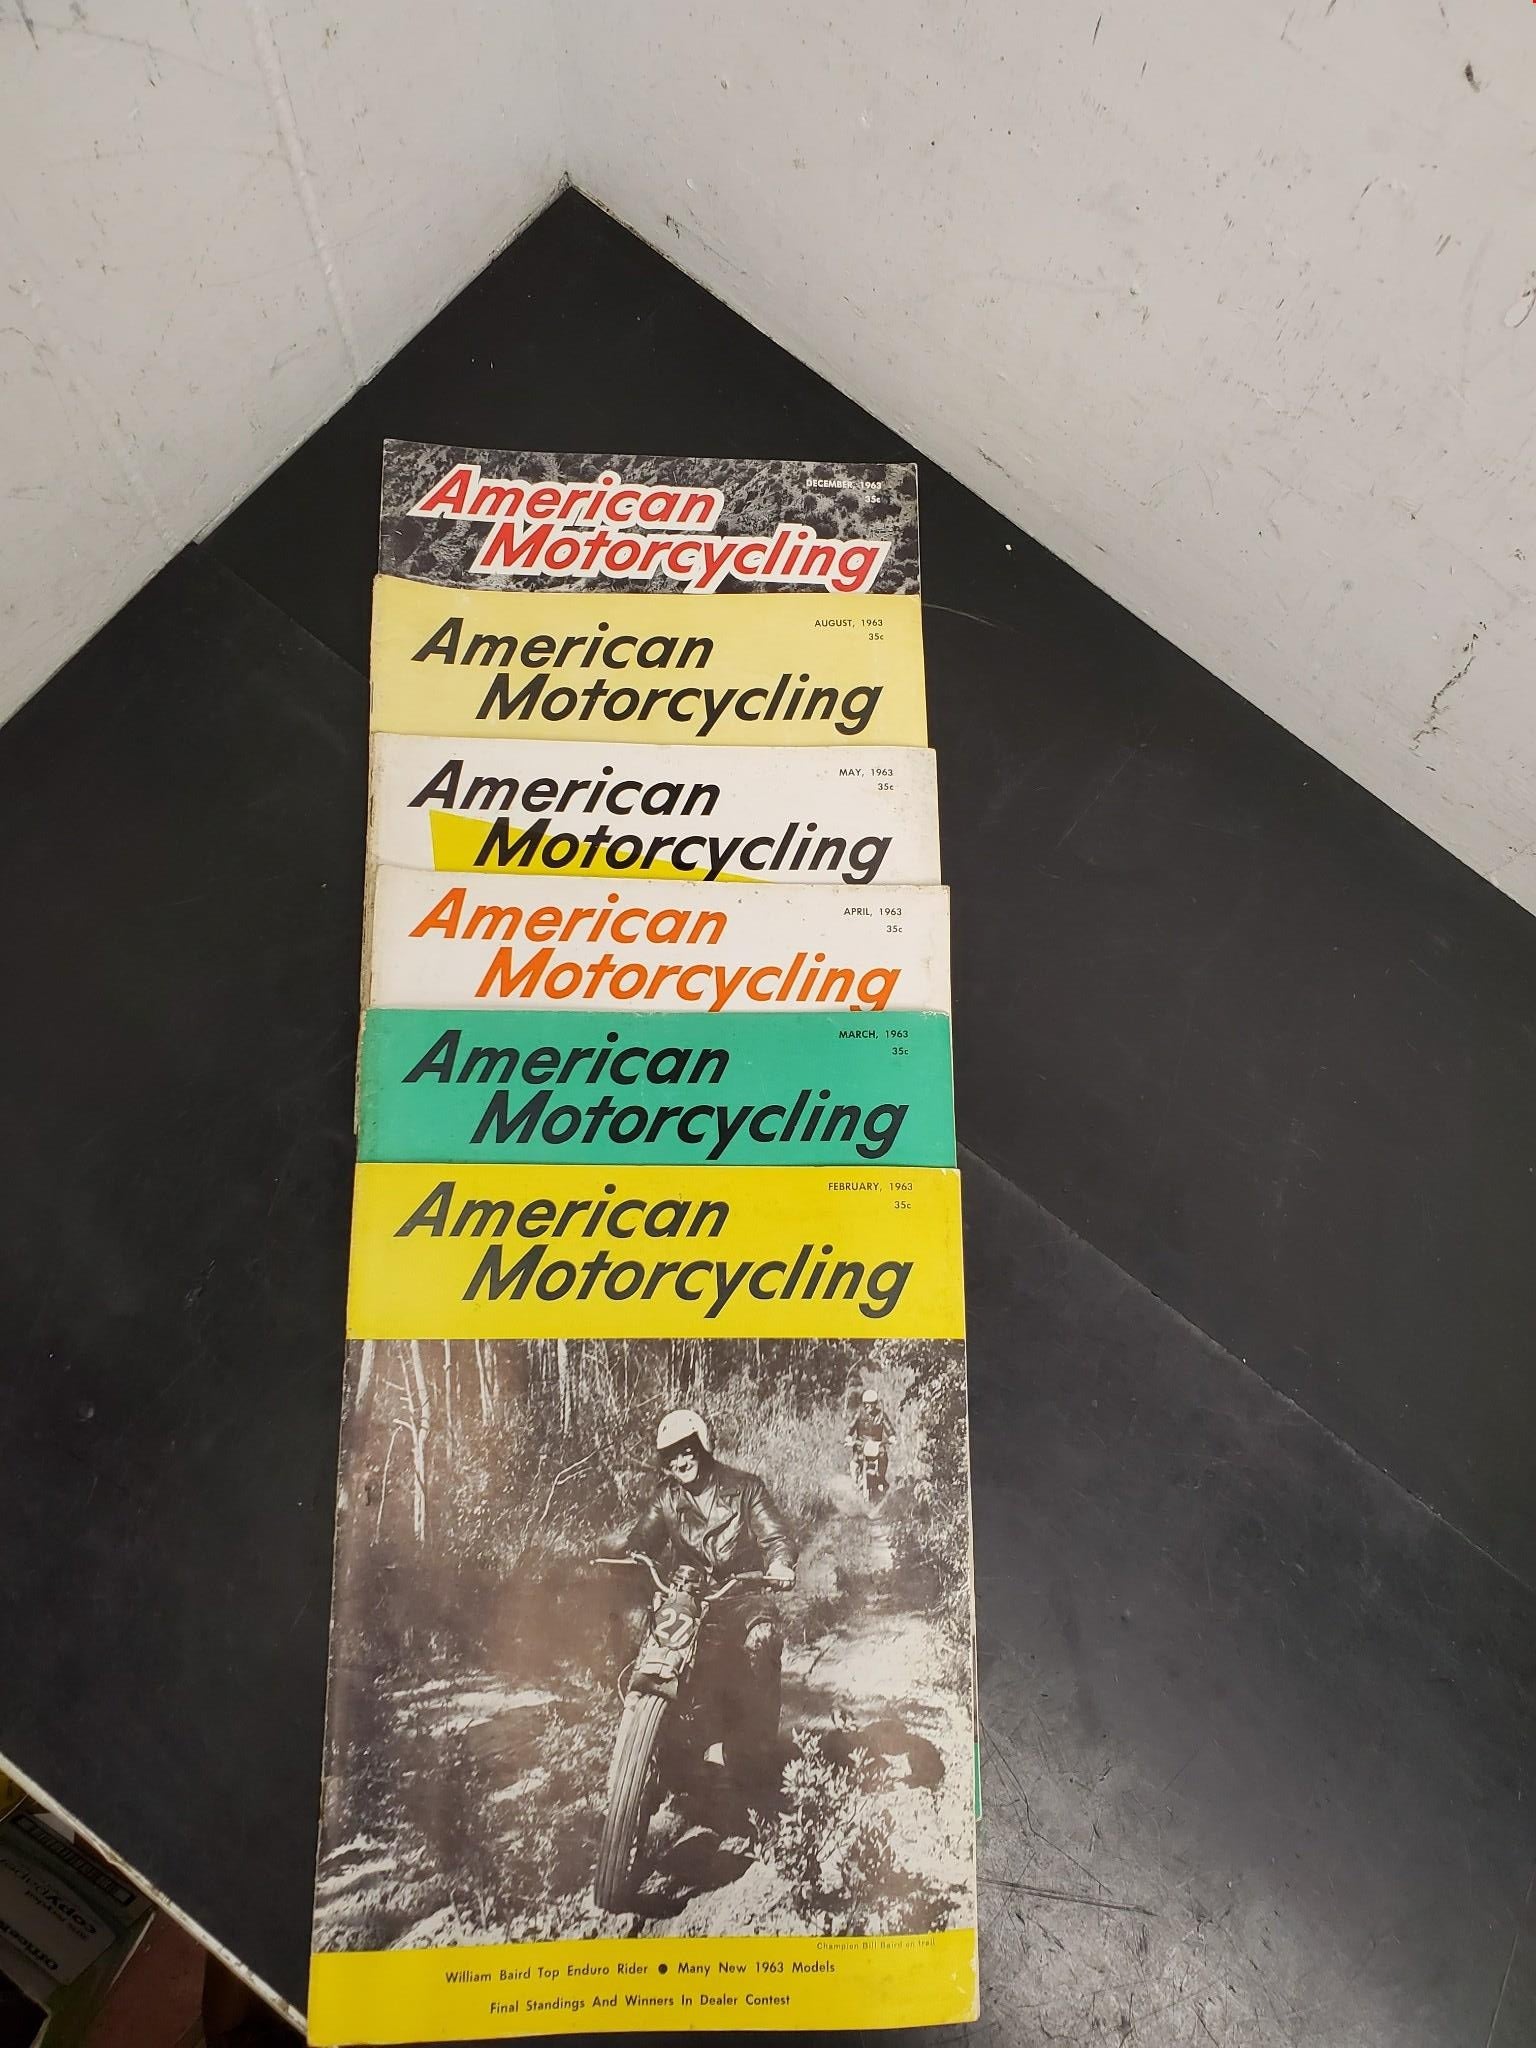 American
Motorcycling
DECEMBER, 1963
35c
American
Motorcycling
AUGUST, 1963
35c
American
Motorcycling
MAY, 1963
35c
American
Motorcycling
APRIL, 1963
35c
American
Motorcycling
MARCH, 1963
35c
American
Motorcycling
FEBRUARY, 1963
35c
27
Champion Bill Baird on trail
William Baird Top Enduro Rider ● Many New 1963 Models
Final Standings And Winners In Dealer Contest